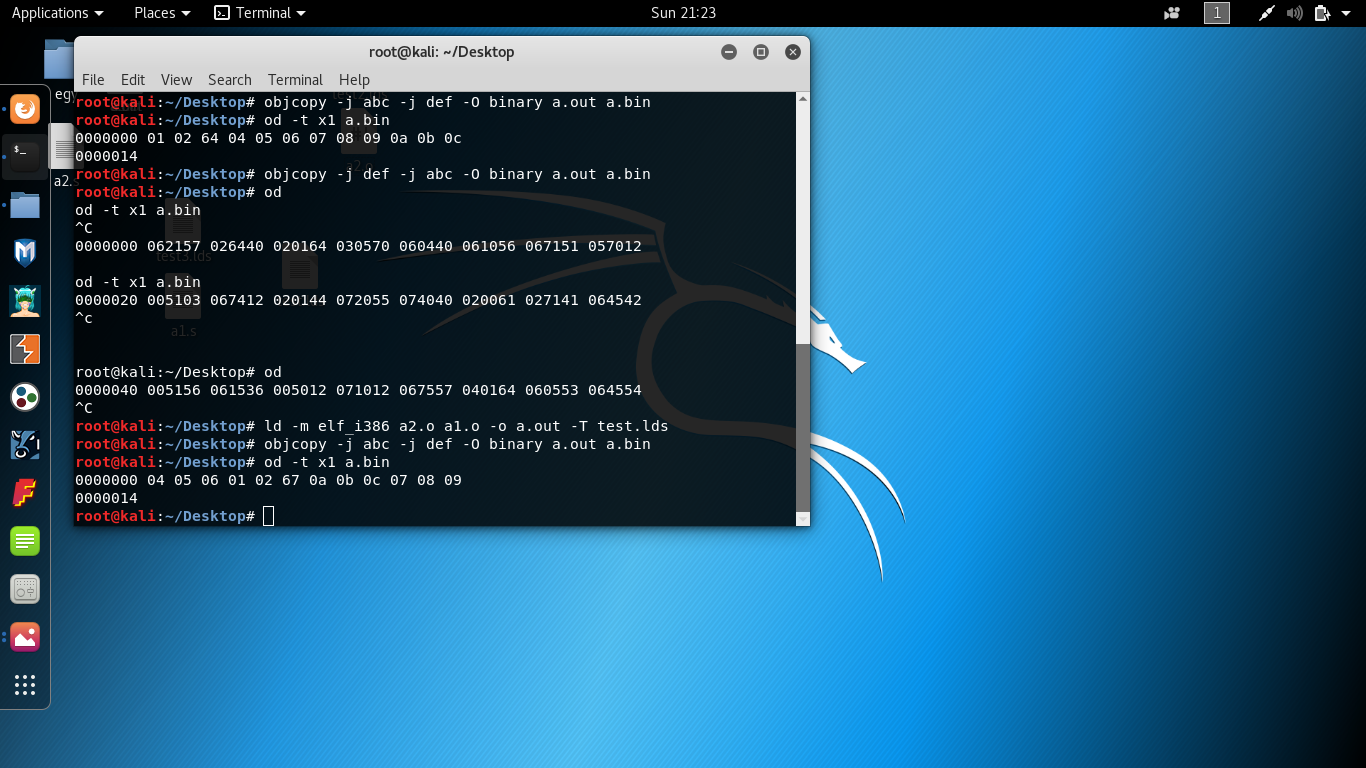 Applications Places Terminal Sun 21:23 1
root@kali: ~/Desktop
File Edit View Search Terminal Help
root@kali:~/Desktop# objcopy -j abc -j def -O binary a.out a.bin
root@kali:~/Desktop# od -t x1 a.bin
0000000 01 02 64 04 05 06 07 08 09 0a 0b 0c
0000014
root@kali:~/Desktop# objcopy -j def -j abc -O binary a.out a.bin
root@kali:~/Desktop# od
od -t x1 a.bin
^C
0000000 062157 026440 020164 030570 060440 061056 067151 057012
od -t x1 a.bin
0000020 005103 067412 020144 072055 074040 020061 027141 064542
^c
root@kali:~/Desktop# od
0000040 005156 061536 005012 071012 067557 040164 060553 064554
^C
root@kali:~/Desktop# ld -m elf_i386 a2.o a1.o -o a.out -T test.lds
root@kali:~/Desktop# objcopy -j abc -j def -O binary a.out a.bin
root@kali:~/Desktop# od -t x1 a.bin
0000000 04 05 06 01 02 67 0a 0b 0c 07 08 09
0000014
root@kali:~/Desktop#
a2.s
a2.o
test3.lds
a1.s